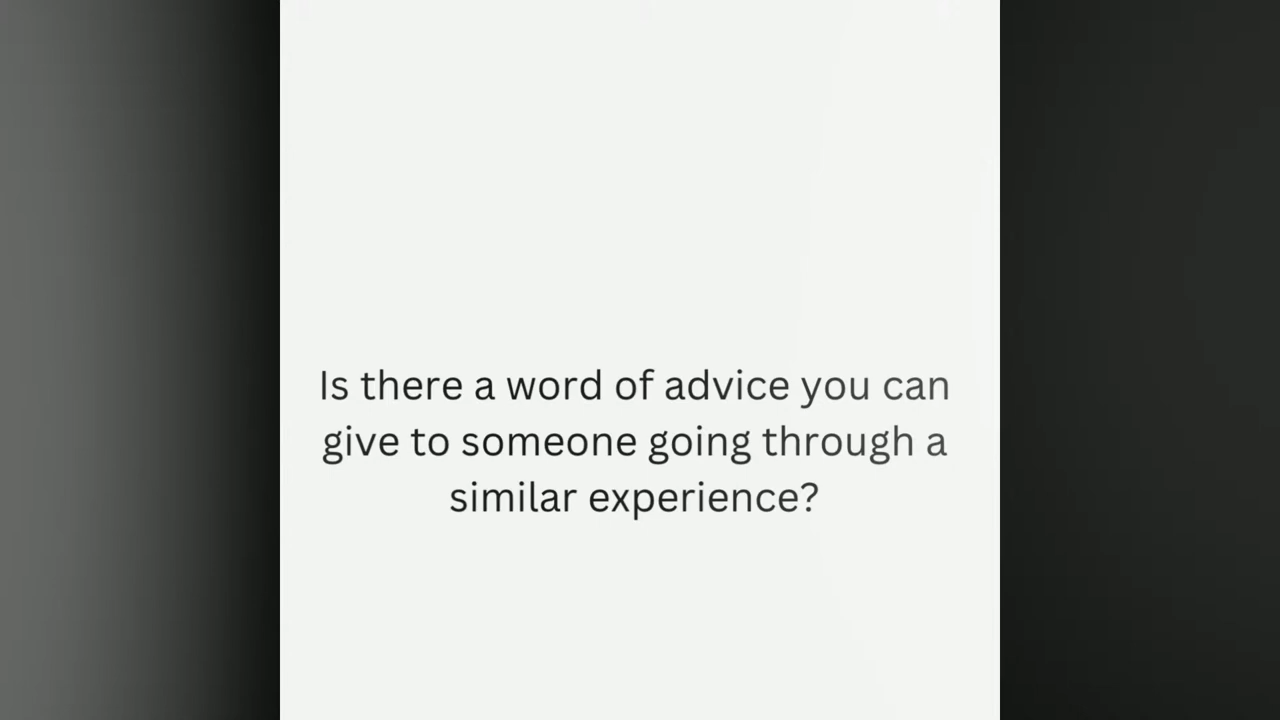 Is there a word of advice you can
give to someone going through a
similar experience?